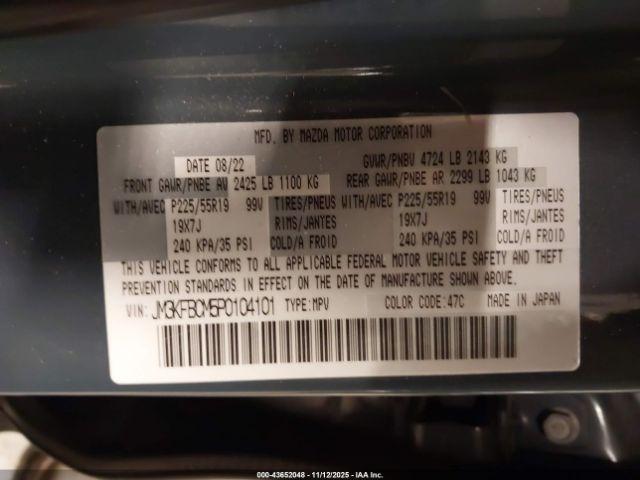 MFD. BY MAZDA MOTOR CORPORATION
DATE 08/22 GVWR/PNBV 4724 LB 2143 KG
FRONT GAWR/PNBE AV 2425 LB 1100 KG REAR GAWR/PNBE AR 2299 LB 1043 KG
WITH/AVEC P225/55R19 99V TIRES/PNEUS WITH/AVEC P225/55R19 99V TIRES/PNEUS
19X7J RIMS/JANTES 19X7J RIMS/JANTES
240 KPA/35 PSI COLD/A FROID 240 KPA/35 PSI COLD/A FROID
THIS VEHICLE CONFORMS TO ALL APPLICABLE FEDERAL MOTOR VEHICLE SAFETY AND THEFT
PREVENTION STANDARDS IN EFFECT ON THE DATE OF MANUFACTURE SHOWN ABOVE.
VIN: JM3KFBCM5P0104101 TYPE:MPV COLOR CODE:47C MADE IN JAPAN
000-43652048 - 11/12/2025 - IAA Inc.